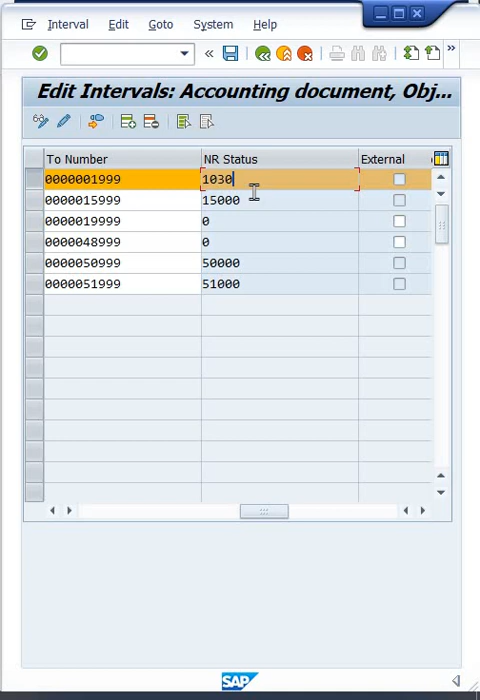 Interval Edit Goto System Help
Edit Intervals: Accounting document, Obj...
To Number NR Status External
0000001999 1030
0000015999 15000
0000019999 0
0000048999 0
0000050999 50000
0000051999 51000
SAP